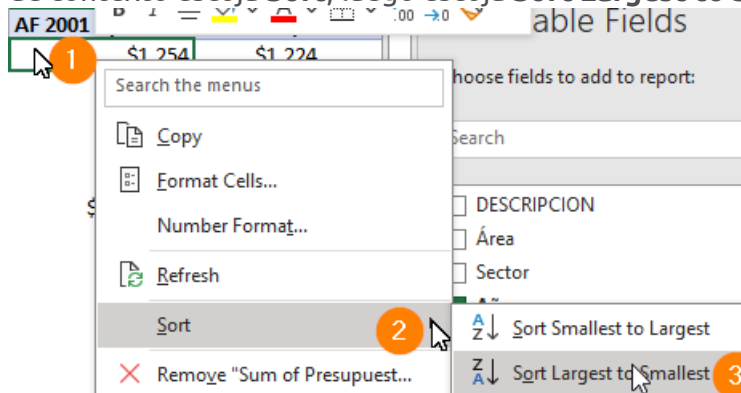 AF 2001
able Fields
$1,254 $1,224
1
Search the menus
hoose fields to add to report:
Copy
Search
Format Cells...
Number Format...
DESCRIPCION
Área
Refresh
Sector
Sort
2
Sort Smallest to Largest
Remove "Sum of Presupuest...
Sort Largest to Smallest
3